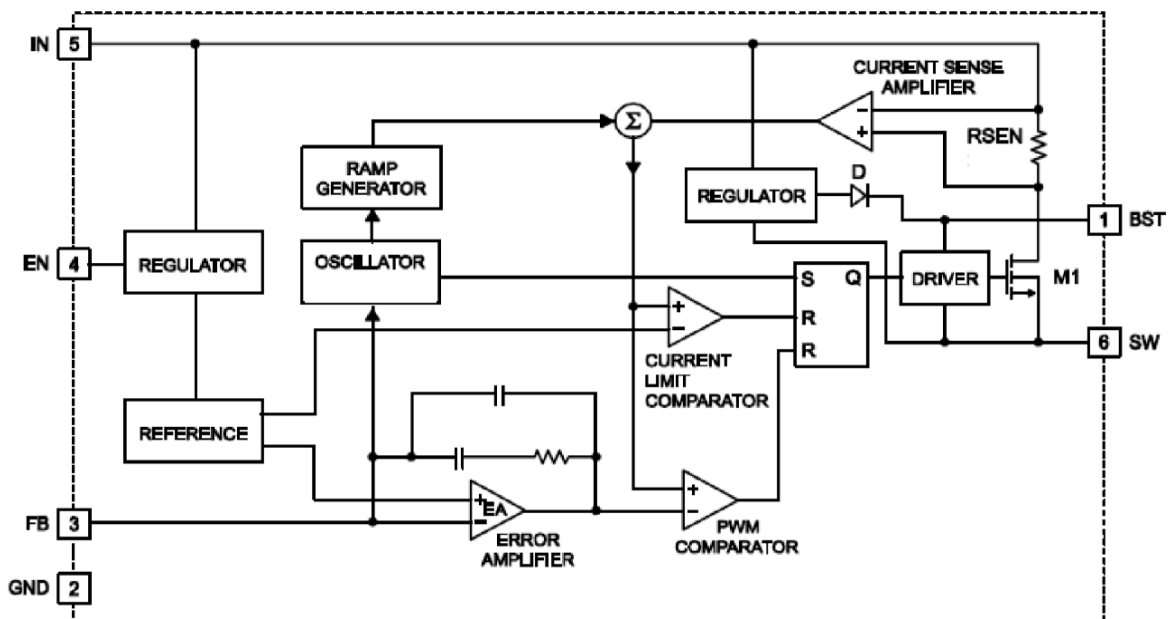 IN 5
CURRENT SENSE
AMPLIFIER
- 
+
Σ
RSEN
RAMP
GENERATOR
D
REGULATOR
1 BST
EN 4
REGULATOR
OSCILLATOR
S Q
DRIVER
M1
+
-
R
R
6 SW
CURRENT
LIMIT
COMPARATOR
REFERENCE
+
EA
-
+
-
FB 3
ERROR
AMPLIFIER
PWM
COMPARATOR
GND 2